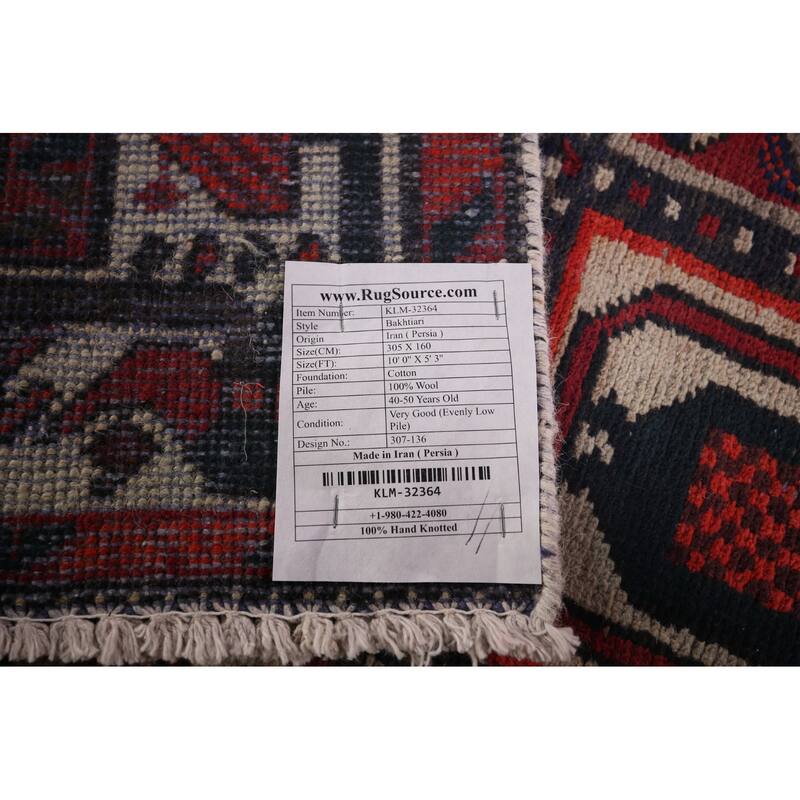 www.RugSource.com
Item Number: KLM-32364
Style Bakhtiari
Origin Iran ( Persia )
Size(CM): 305 X 160
Size(FT): 10' 0" X 5' 3"
Foundation: Cotton
Pile: 100% Wool
Age: 40-50 Years Old
Condition: Very Good (Evenly Low
Pile)
Design No.: 307-136
Made in Iran ( Persia )
KLM-32364
+1-980-422-4080
100% Hand Knotted